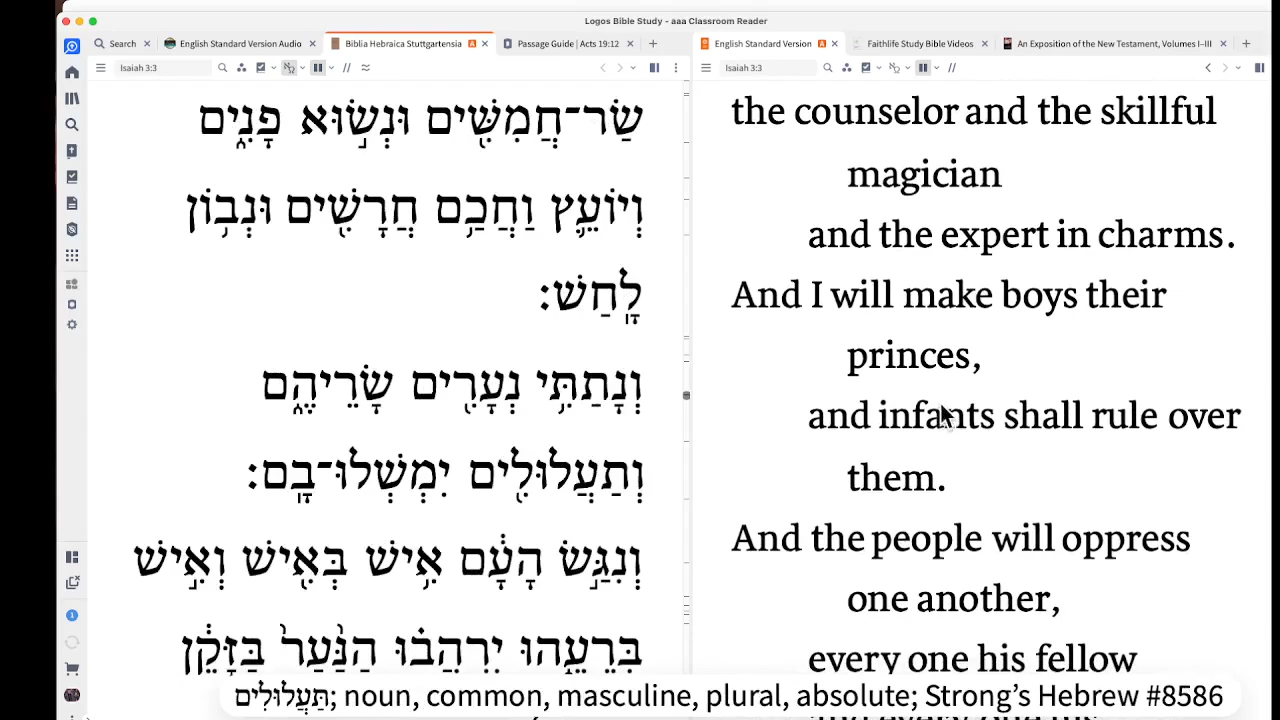 Logos Bible Study - aaa Classroom Reader
Search
English Standard Version Audio
Biblia Hebraica Stuttgartensia A
Passage Guide | Acts 19:12
English Standard Version A
Faithlife Study Bible Videos
An Exposition of the New Testament, Volumes I–III
Isaiah 3:3
Isaiah 3:3
שַׂר־חֲמִשִּׁ֖ים וּנְשׂ֣וּא פָנִ֑ים
וְיוֹעֵ֛ץ וַחֲכַ֥ם חֲרָשִׁ֖ים וּנְב֥וֹן
לָֽחַשׁ׃
וְנָתַתִּ֥י נְעָרִ֖ים שָׂרֵיהֶ֑ם
וְתַעֲלוּלִ֖ים יִמְשְׁלוּ־בָֽם׃
וְנִגַּ֣שׂ הָעָ֔ם אִ֥ישׁ בְּאִ֖ישׁ וְאִ֣ישׁ
בְּרֵעֵ֑הוּ יִרְהֲב֗וּ הַנַּ֙עַר֙ בַּזָּקֵ֔ן
the counselor and the skillful
magician
and the expert in charms.
And I will make boys their
princes,
and infants shall rule over
them.
And the people will oppress
one another,
every one his fellow
תַּעֲלוּלִים; noun, common, masculine, plural, absolute; Strong’s Hebrew #8586